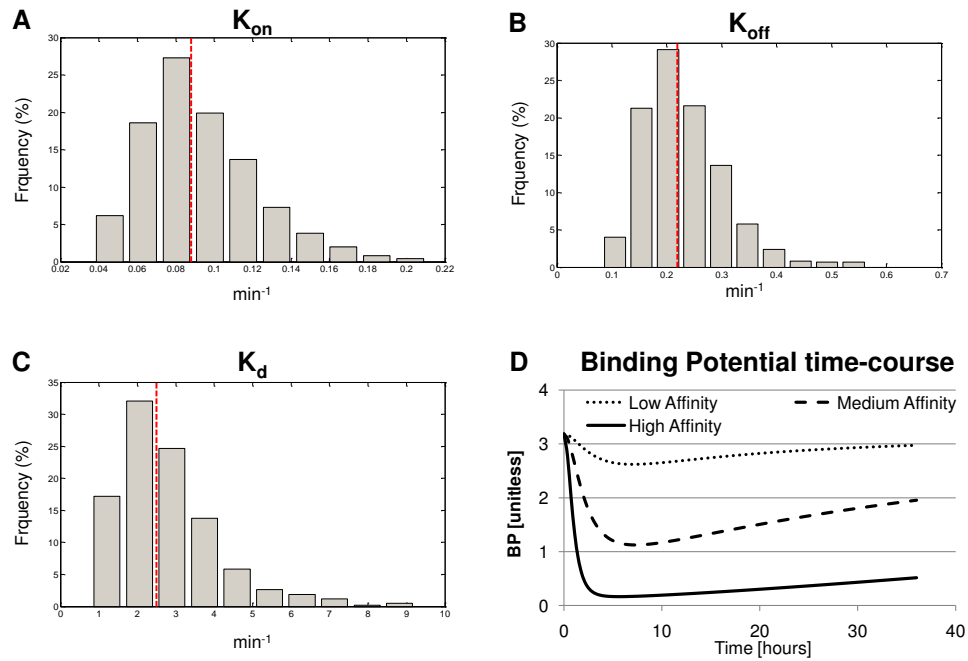 A
K_on
30
25
20
15
10
5
0
Frquency (%)
0.02 0.04 0.06 0.08 0.1 0.12 0.14 0.16 0.18 0.2 0.22
min⁻¹
B
K_off
30
25
20
15
10
5
0
Frquency (%)
0 0.1 0.2 0.3 0.4 0.5 0.6 0.7
min⁻¹
C
K_d
35
30
25
20
15
10
5
0
Frquency (%)
0 1 2 3 4 5 6 7 8 9 10
min⁻¹
D Binding Potential time-course
Low Affinity Medium Affinity
High Affinity
4
3
2
1
0
BP [unitless]
0 10 20 30 40
Time [hours]